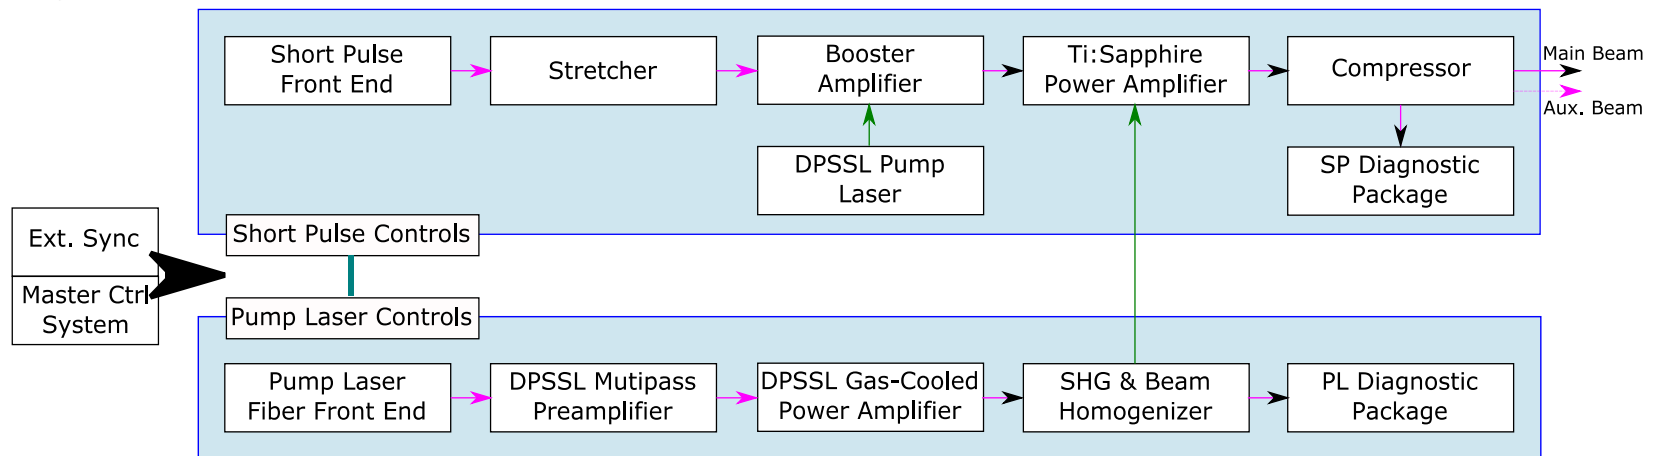 Short Pulse
Front End
Stretcher
Booster
Amplifier
Ti:Sapphire
Power Amplifier
Compressor
Main Beam
Aux. Beam
DPSSL Pump
Laser
SP Diagnostic
Package
Ext. Sync
Master Ctrl
System
Short Pulse Controls
Pump Laser Controls
Pump Laser
Fiber Front End
DPSSL Mutipass
Preamplifier
DPSSL Gas-Cooled
Power Amplifier
SHG & Beam
Homogenizer
PL Diagnostic
Package